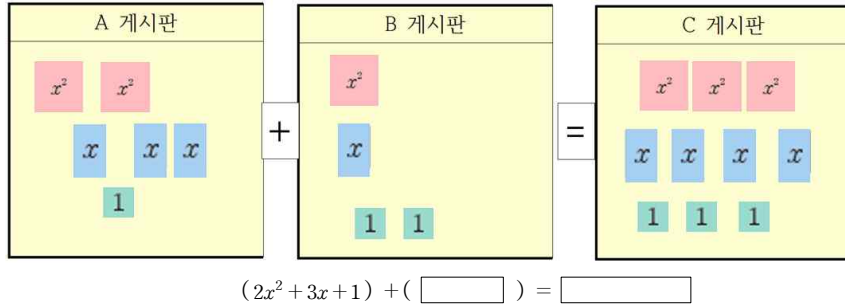 A 게시판 B 게시판 C 게시판
x² x² x² x² x² x²
x x x + x = x x x x
1 1 1 1 1 1
(2x²+3x+1)+( ) =